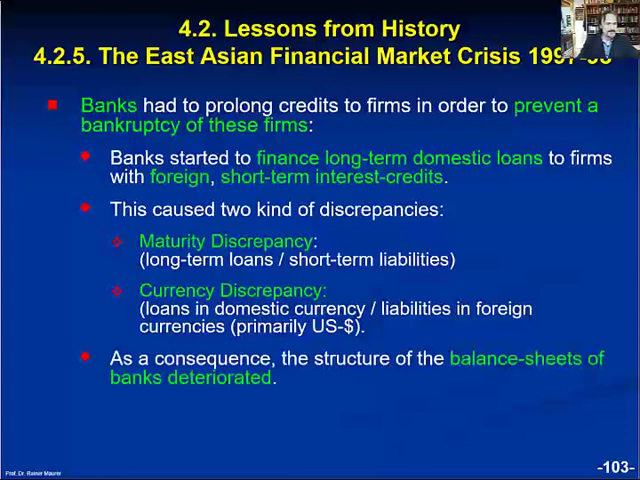 4.2. Lessons from History
4.2.5. The East Asian Financial Market Crisis 1997-98
Banks had to prolong credits to firms in order to prevent a
bankruptcy of these firms:
Banks started to finance long-term domestic loans to firms
with foreign, short-term interest-credits.
This caused two kind of discrepancies:
Maturity Discrepancy:
(long-term loans / short-term liabilities)
Currency Discrepancy:
(loans in domestic currency / liabilities in foreign
currencies (primarily US-$).
As a consequence, the structure of the balance-sheets of
banks deteriorated.
Prof. Dr. Rainer Maurer
-103-